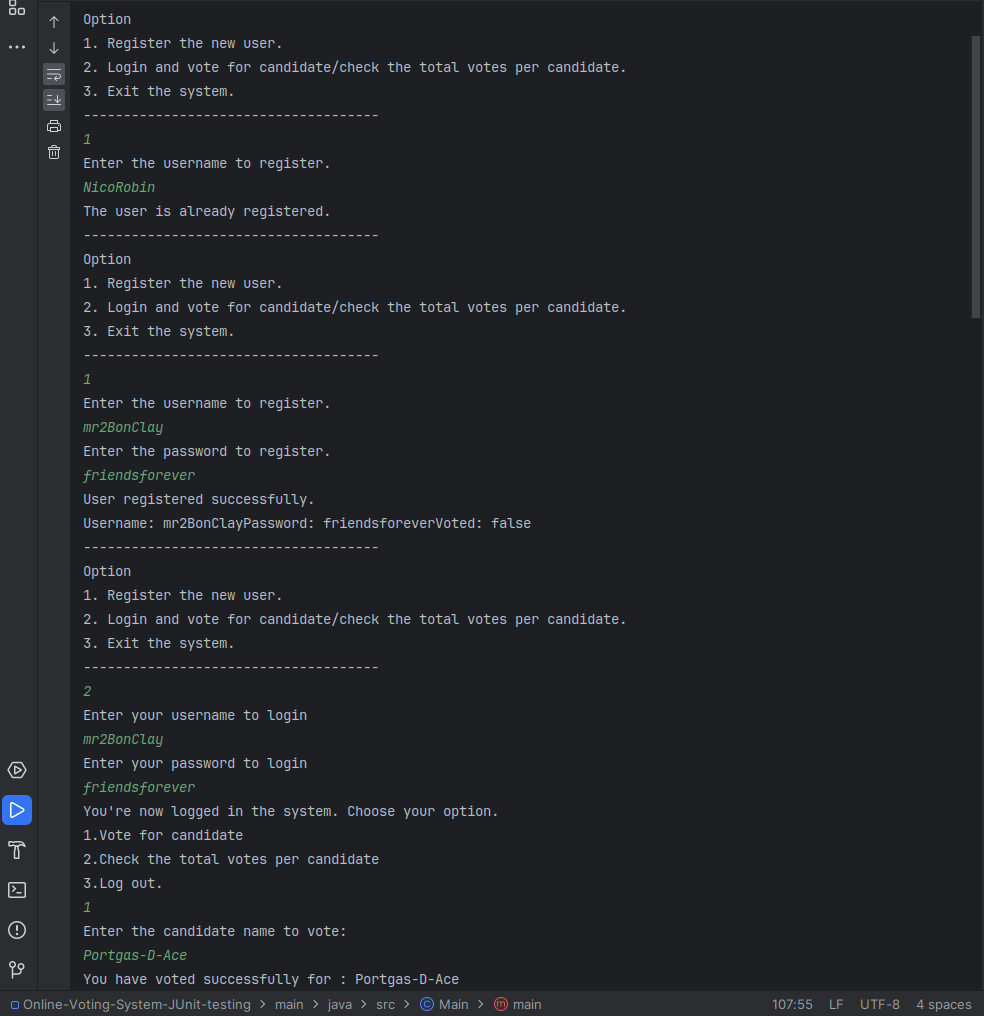 Option
1. Register the new user.
2. Login and vote for candidate/check the total votes per candidate.
3. Exit the system.
-------------------------------------
1
Enter the username to register.
NicoRobin
The user is already registered.
-------------------------------------
Option
1. Register the new user.
2. Login and vote for candidate/check the total votes per candidate.
3. Exit the system.
-------------------------------------
1
Enter the username to register.
mr2BonClay
Enter the password to register.
friendsforever
User registered successfully.
Username: mr2BonClayPassword: friendsforeverVoted: false
-------------------------------------
Option
1. Register the new user.
2. Login and vote for candidate/check the total votes per candidate.
3. Exit the system.
-------------------------------------
2
Enter your username to login
mr2BonClay
Enter your password to login
friendsforever
You're now logged in the system. Choose your option.
1.Vote for candidate
2.Check the total votes per candidate
3.Log out.
1
Enter the candidate name to vote:
Portgas-D-Ace
You have voted successfully for : Portgas-D-Ace
Online-Voting-System-JUnit-testing > main > java > src > Main > main 107:55 LF UTF-8 4 spaces